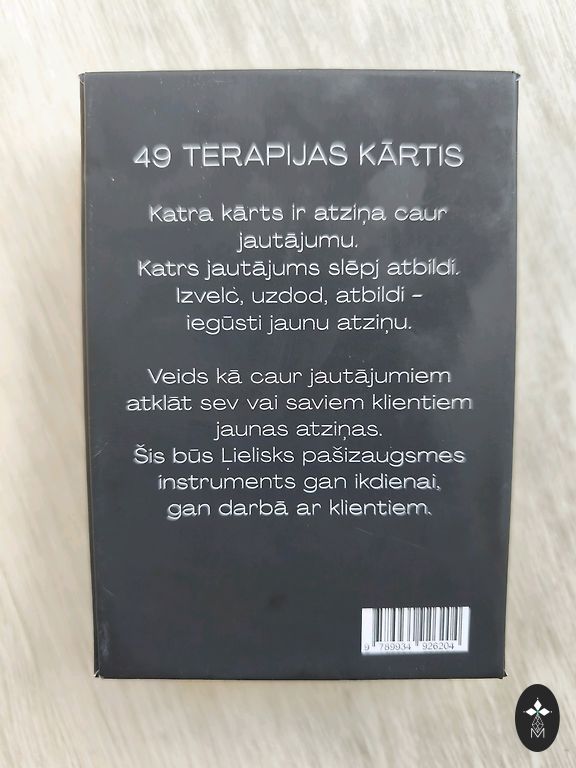 49 TERAPIJAS KĀRTIS
Katra kārts ir atziņa caur
jautājumu.
Katrs jautājums slēpj atbildi.
Izvelc, uzdod, atbildi –
iegūsti jaunu atziņu.
Veids kā caur jautājumiem
atklāt sev vai saviem klientiem
jaunas atziņas.
Šis būs Lielisks pašizaugsmes
instruments gan ikdienai,
gan darbā ar klientiem.
9 789934 926204
M